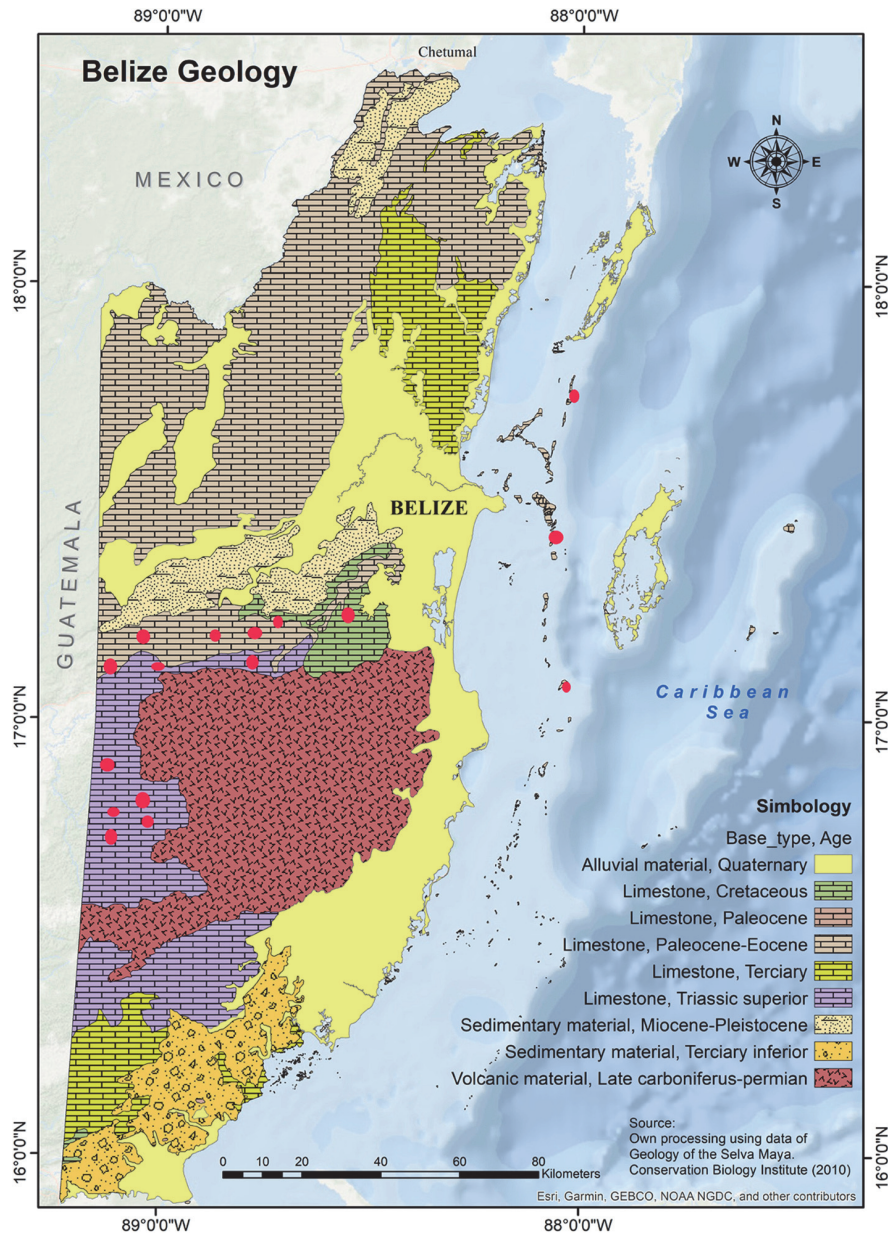 89°0'0"W
88°0'0"W
Chetumal
Belize Geology
N
W
E
S
MEXICO
18°0'0"N
18°0'0"N
BELIZE
GUATEMALA
Caribbean
Sea
17°0'0"N
17°0'0"N
Simbology
Base_type, Age
Alluvial material, Quaternary
Limestone, Cretaceous
Limestone, Paleocene
Limestone, Paleocene-Eocene
Limestone, Terciary
Limestone, Triassic superior
Sedimentary material, Miocene-Pleistocene
Sedimentary material, Terciary inferior
Volcanic material, Late carboniferus-permian
16°0'0"N
16°0'0"N
Source:
Own processing using data of
Geology of the Selva Maya.
Conservation Biology Institute (2010)
0 10 20 40 60 80
Kilometers
Esri, Garmin, GEBCO, NOAA NGDC, and other contributors
89°0'0"W
88°0'0"W